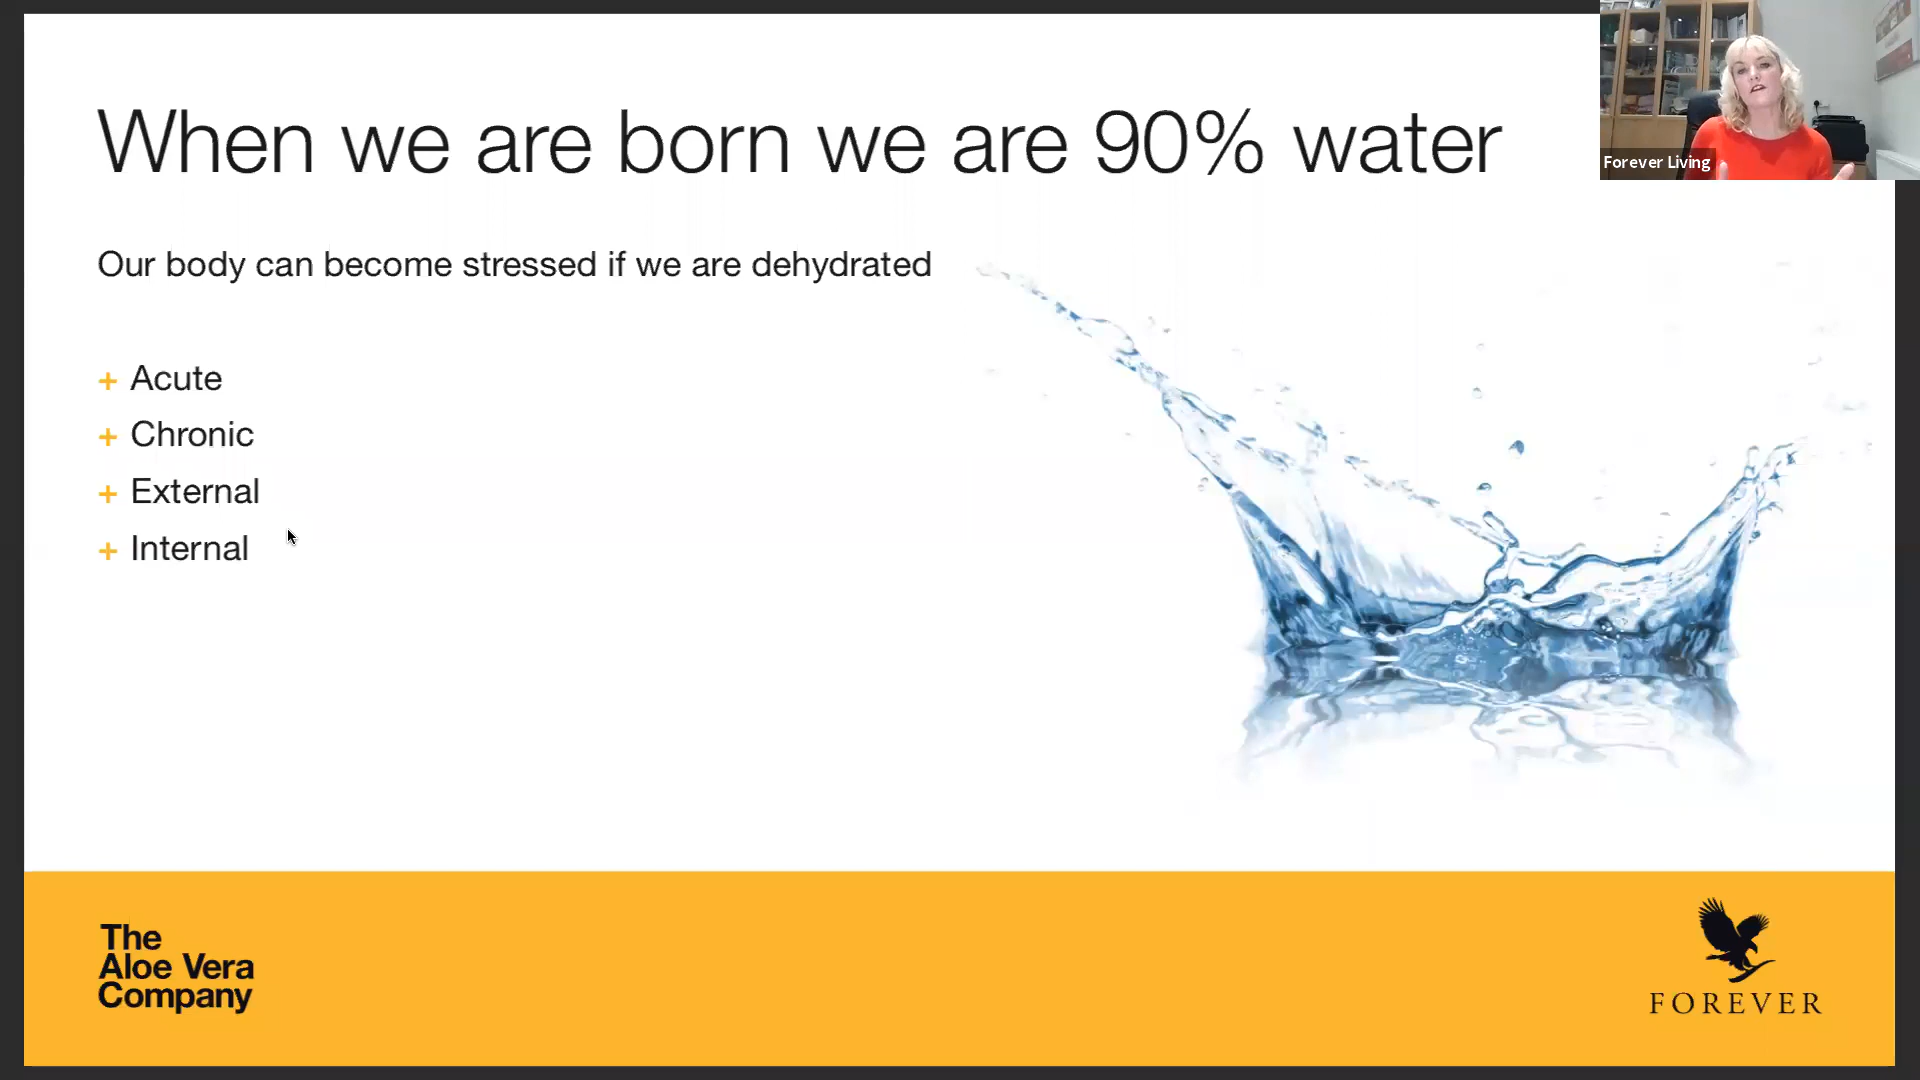 When we are born we are 90% water
Forever Living
Our body can become stressed if we are dehydrated
+ Acute
+ Chronic
+ External
+ Internal
The
Aloe Vera
Company
FOREVER